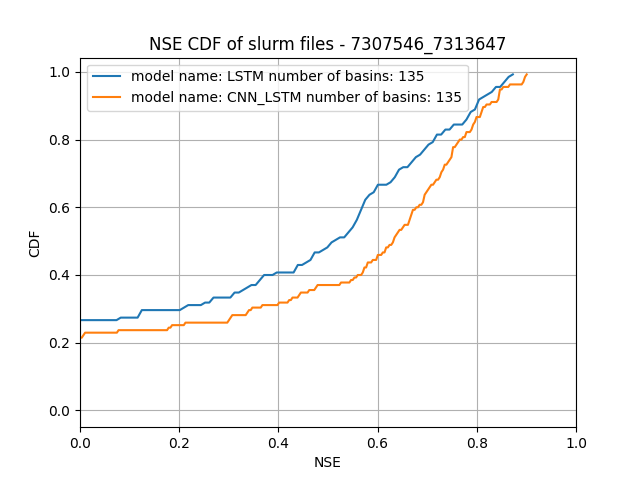 NSE CDF of slurm files - 7307546_7313647
model name: LSTM number of basins: 135
model name: CNN_LSTM number of basins: 135
1.0
0.8
0.6
0.4
0.2
0.0
CDF
0.0 0.2 0.4 0.6 0.8 1.0
NSE